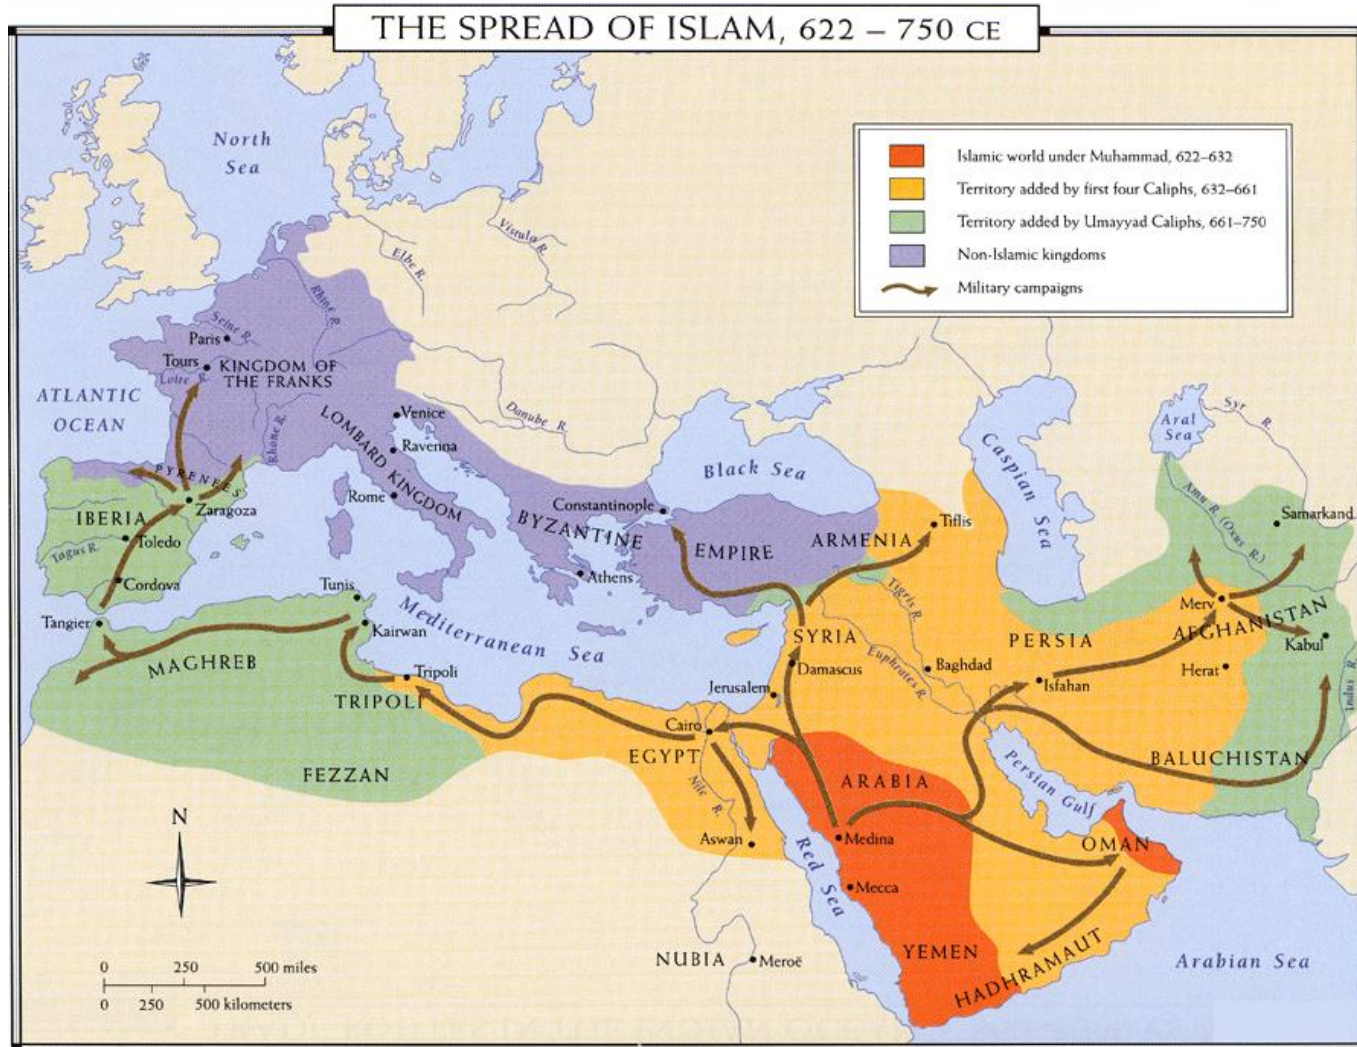 THE SPREAD OF ISLAM, 622 – 750 CE
Islamic world under Muhammad, 622–632
Territory added by first four Caliphs, 632–661
Territory added by Umayyad Caliphs, 661–750
Non-Islamic kingdoms
Military campaigns
North
Sea
Elbe R.
Vistula R.
Rhine R.
Seine R.
Paris
Tours
KINGDOM OF
THE FRANKS
Loire R.
ATLANTIC
OCEAN
Rhone R.
LOMBARD KINGDOM
Venice
Ravenna
Danube R.
Rome
PYRENEES
Zaragoza
IBERIA
Tagus R.
Toledo
Cordova
Tangier
Tunis
Kairwan
MAGHREB
Mediterranean Sea
Tripoli
TRIPOLI
FEZZAN
Constantinople
BYZANTINE
EMPIRE
Athens
Black Sea
Caspian Sea
Aral
Sea
Syr R.
Amu R. (Oxus R.)
Samarkand
ARMENIA
Tiflis
Tigris R.
SYRIA
Euphrates R.
Damascus
Jerusalem
Baghdad
PERSIA
Isfahan
Merv
AFGHANISTAN
Kabul
Herat
Indus R.
BALUCHISTAN
Cairo
EGYPT
Nile R.
Aswan
ARABIA
Persian Gulf
Medina
Mecca
Red Sea
OMAN
YEMEN
HADHRAMAUT
NUBIA
Meroë
Arabian Sea
N
0 250 500 miles
0 250 500 kilometers